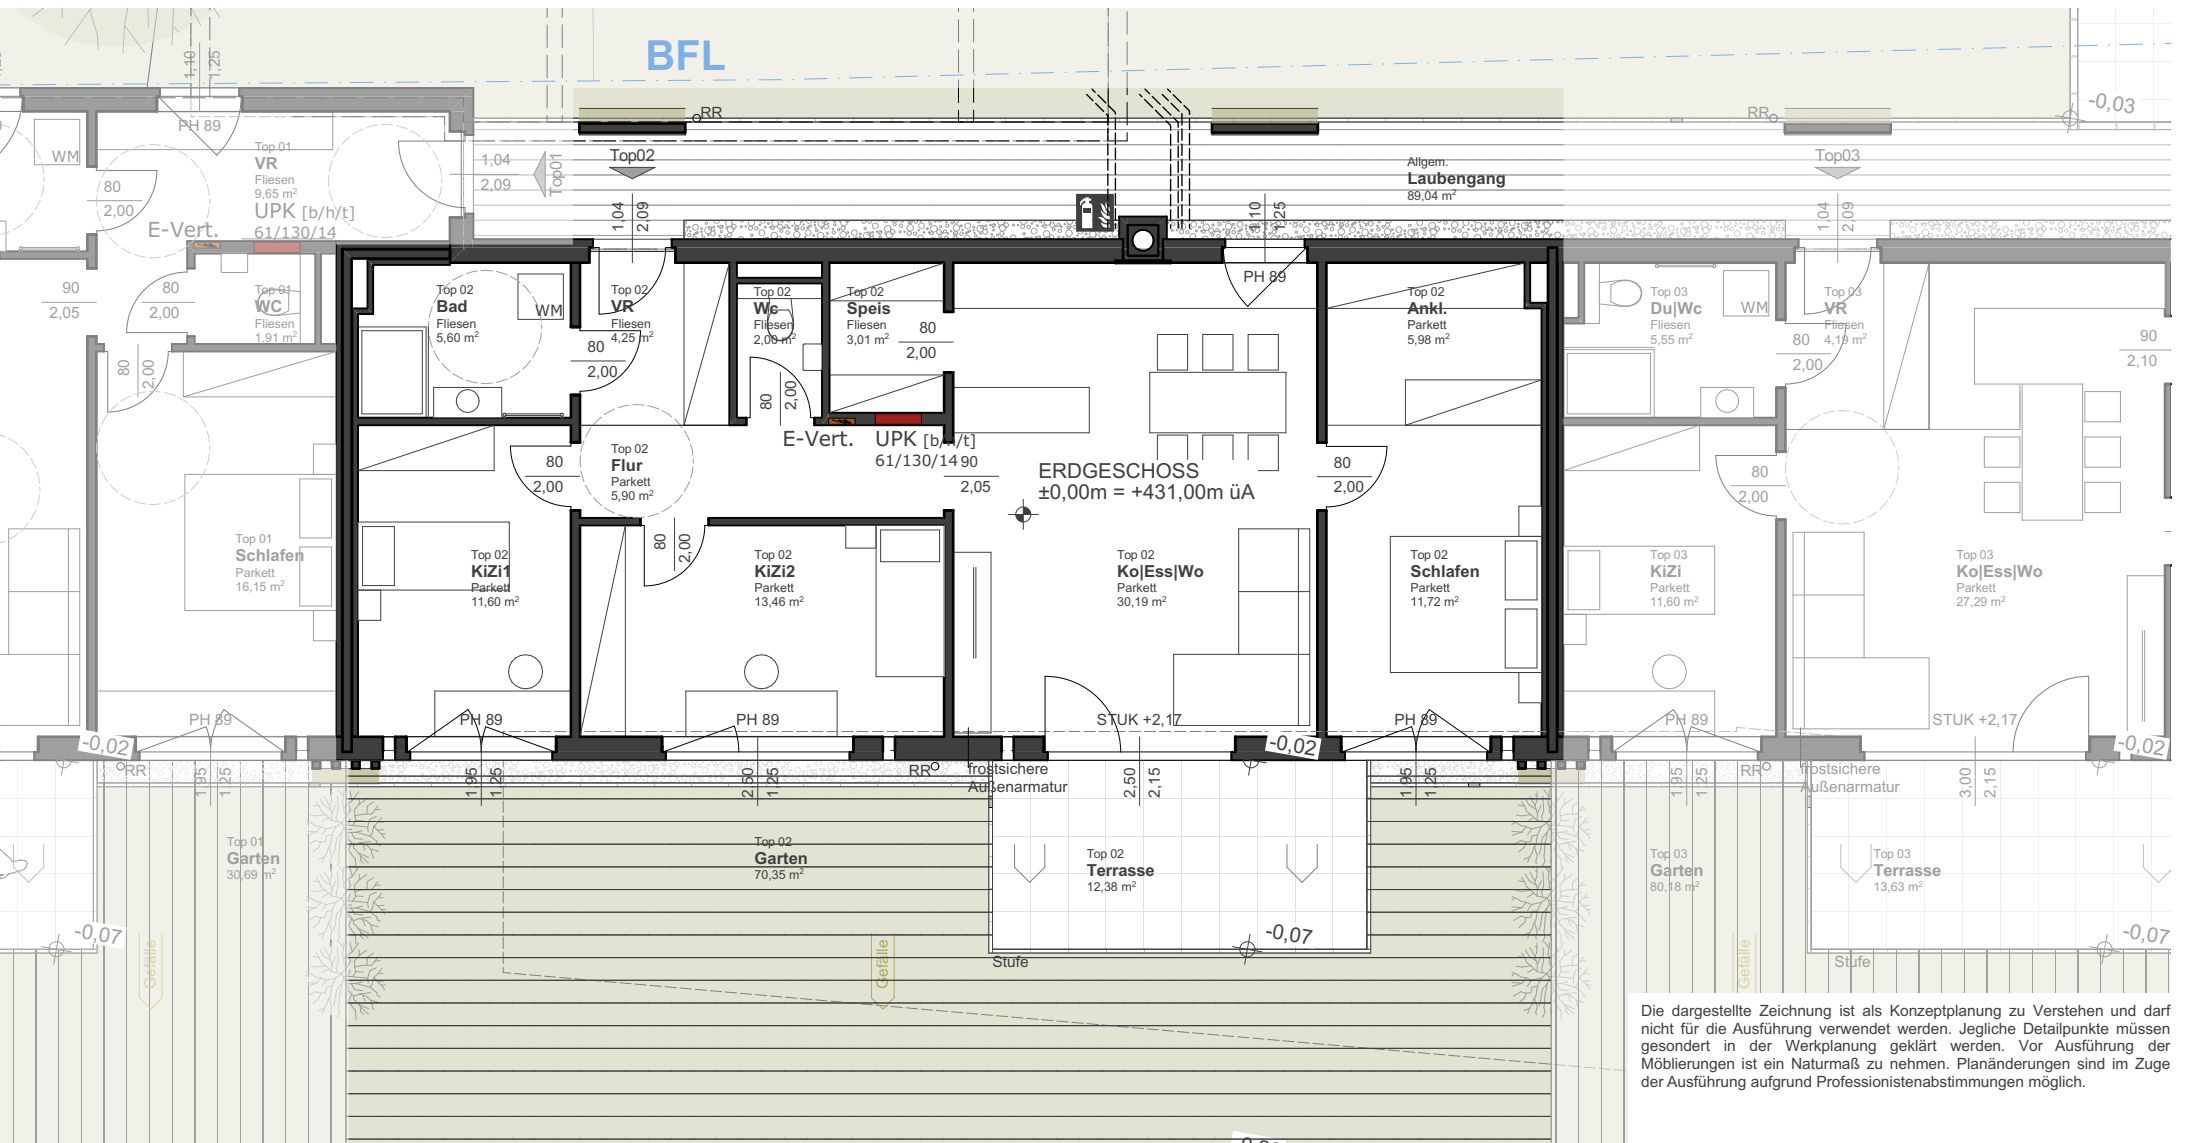 BFL
-0,03
1,10
1,25
RR
RR
PH 89
WM
Top 01
VR
Fliesen
9,65 m²
UPK [b/h/t]
61/130/14
E-Vert.
80
2,00
1,04
2,09
Top01
Top02
1,04
2,09
Allgem.
Laubengang
89,04 m²
1,10
1,25
Top03
1,04
2,09
PH 89
90
2,05
80
2,00
Top 01
WC
Fliesen
1,91 m²
80
2,00
Top 02
Bad
Fliesen
5,60 m²
WM
Top 02
VR
Fliesen
4,25 m²
80
2,00
Top 02
Wc
Fliesen
2,00 m²
80
2,00
Top 02
Speis
Fliesen
3,01 m²
80
2,00
Top 02
Ankl.
Parkett
5,98 m²
Top 03
Du|Wc
Fliesen
5,55 m²
WM
Top 03
VR
Fliesen
4,19 m²
80
2,00
90
2,10
E-Vert.
UPK [b/h/t]
61/130/14
90
2,05
80
2,00
Top 02
Flur
Parkett
5,90 m²
ERDGESCHOSS
±0,00m = +431,00m üA
80
2,00
80
2,00
80
2,00
Top 01
Schlafen
Parkett
16,15 m²
Top 02
KiZi1
Parkett
11,60 m²
Top 02
KiZi2
Parkett
13,46 m²
Top 02
Ko|Ess|Wo
Parkett
30,19 m²
Top 02
Schlafen
Parkett
11,72 m²
Top 03
KiZi
Parkett
11,60 m²
Top 03
Ko|Ess|Wo
Parkett
27,29 m²
PH 89
PH 89
PH 89
STUK +2,17
PH 89
PH 89
STUK +2,17
-0,02
-0,02
-0,02
RR
RR
RR
frostsichere
Außenarmatur
frostsichere
Außenarmatur
1,95
1,25
1,95
1,25
2,50
1,25
2,50
2,15
1,95
1,25
1,95
1,25
3,00
2,15
Top 01
Garten
30,69 m²
Top 02
Garten
70,35 m²
Top 02
Terrasse
12,38 m²
Top 03
Garten
80,18 m²
Top 03
Terrasse
13,63 m²
-0,07
-0,07
-0,07
Stufe
Stufe
Gefälle
Gefälle
Gefälle
Die dargestellte Zeichnung ist als Konzeptplanung zu Verstehen und darf
nicht für die Ausführung verwendet werden. Jegliche Detailpunkte müssen
gesondert in der Werkplanung geklärt werden. Vor Ausführung der
Möblierungen ist ein Naturmaß zu nehmen. Planänderungen sind im Zuge
der Ausführung aufgrund Professionistenabstimmungen möglich.